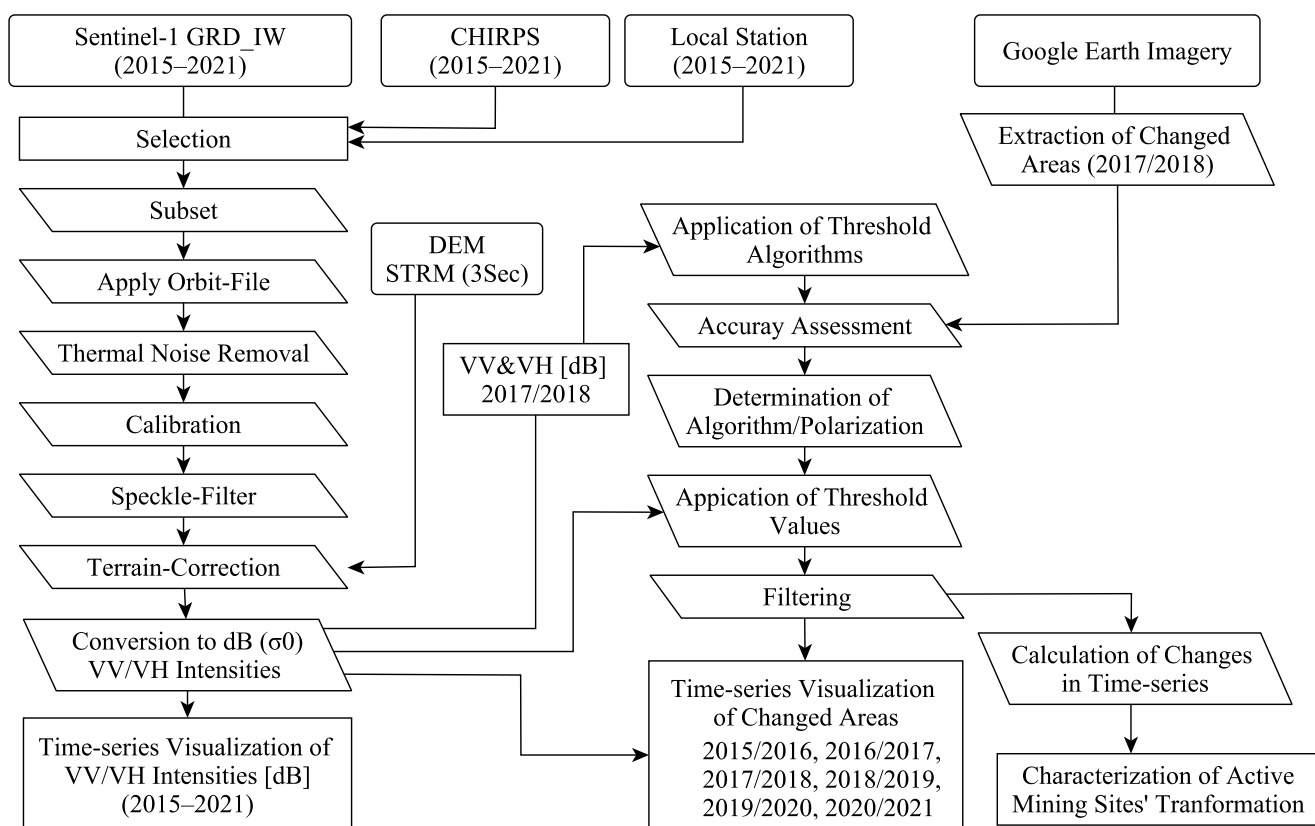 Sentinel-1 GRD_IW
(2015–2021)
CHIRPS
(2015–2021)
Local Station
(2015–2021)
Google Earth Imagery
Selection
Extraction of Changed
Areas (2017/2018)
Subset
Application of Threshold
Algorithms
DEM
STRM (3Sec)
Apply Orbit-File
Accuray Assessment
Thermal Noise Removal
VV&VH [dB]
2017/2018
Determination of
Algorithm/Polarization
Calibration
Speckle-Filter
Appication of Threshold
Values
Terrain-Correction
Filtering
Conversion to dB (σ0)
VV/VH Intensities
Calculation of Changes
in Time-series
Time-series Visualization of
VV/VH Intensities [dB]
(2015–2021)
Time-series Visualization
of Changed Areas
2015/2016, 2016/2017,
2017/2018, 2018/2019,
2019/2020, 2020/2021
Characterization of Active
Mining Sites' Tranformation